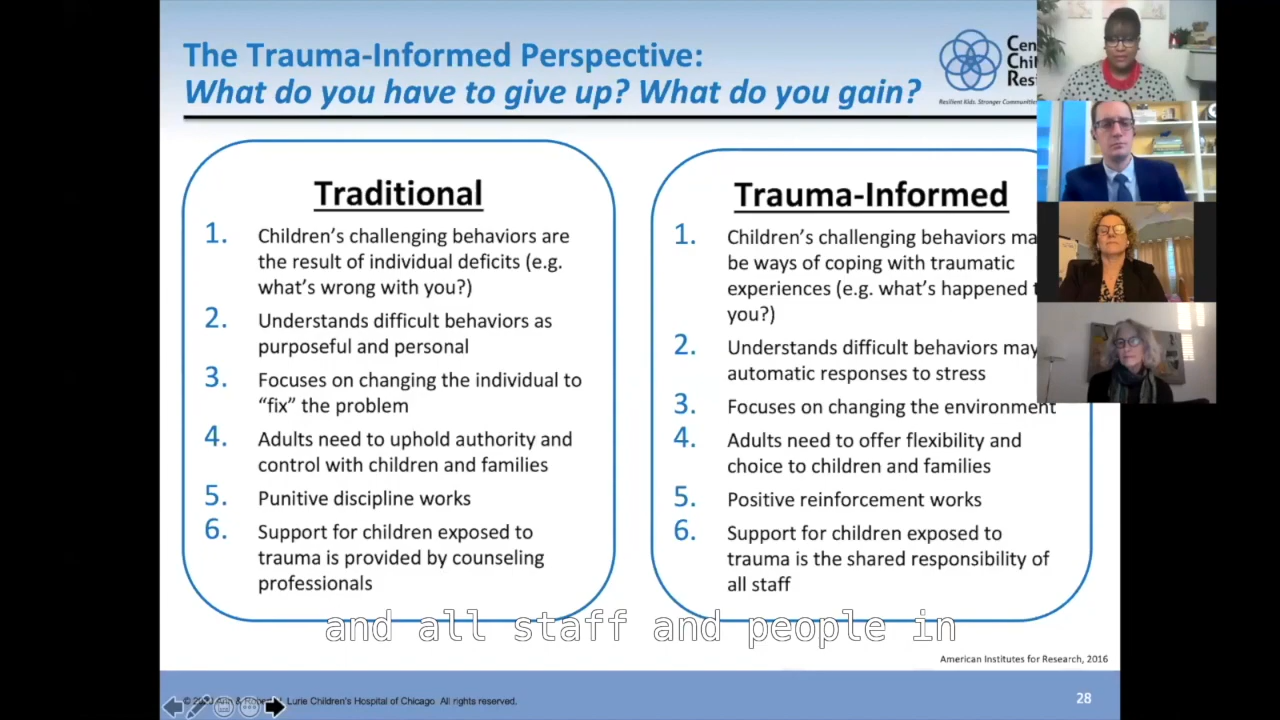 The Trauma-Informed Perspective:
What do you have to give up? What do you gain?
Resilient Kids. Stronger
Traditional
1. Children's challenging behaviors are
the result of individual deficits (e.g.
what's wrong with you?)
2. Understands difficult behaviors as
purposeful and personal
3. Focuses on changing the individual to
"fix" the problem
4. Adults need to uphold authority and
control with children and families
5. Punitive discipline works
6. Support for children exposed to
trauma is provided by counseling
professionals
Trauma-Informed
1. Children's challenging behaviors
be ways of coping with traumatic
experiences (e.g. what's happened
you?)
2. Understands difficult behaviors may
automatic responses to stress
3. Focuses on changing the environment
4. Adults need to offer flexibility and
choice to children and families
5. Positive reinforcement works
6. Support for children exposed to
trauma is the shared responsibility of
all staff
and all staff and people in
American Institutes for Research, 2016
© Lurie Children's Hospital of Chicago All rights reserved.
28